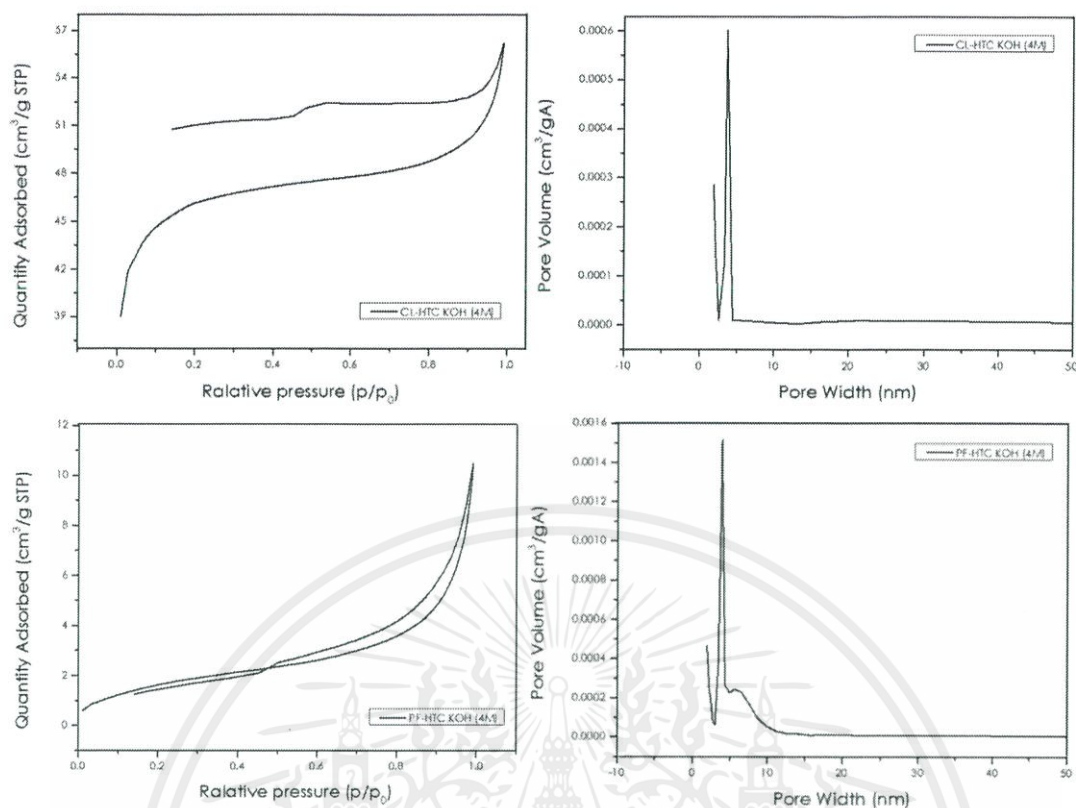 Quantity Adsorbed (cm³/g STP)
57
54
51
48
45
42
39
0.0 0.2 0.4 0.6 0.8 1.0
Ralative pressure (p/p₀)
CL-HTC KOH (4M)
Pore Volume (cm³/gA)
0.0006
0.0005
0.0004
0.0003
0.0002
0.0001
0.0000
-10 0 10 20 30 40 50
Pore Width (nm)
CL-HTC KOH (4M)
Quantity Adsorbed (cm³/g STP)
12
10
8
6
4
2
0
0.0 0.2 0.4 0.6 0.8 1.0
Ralative pressure (p/p₀)
PF-HTC KOH (4M)
Pore Volume (cm³/gA)
0.0016
0.0014
0.0012
0.0010
0.0008
0.0006
0.0004
0.0002
0.0000
-10 0 10 20 30 40 50
Pore Width (nm)
PF-HTC KOH (4M)